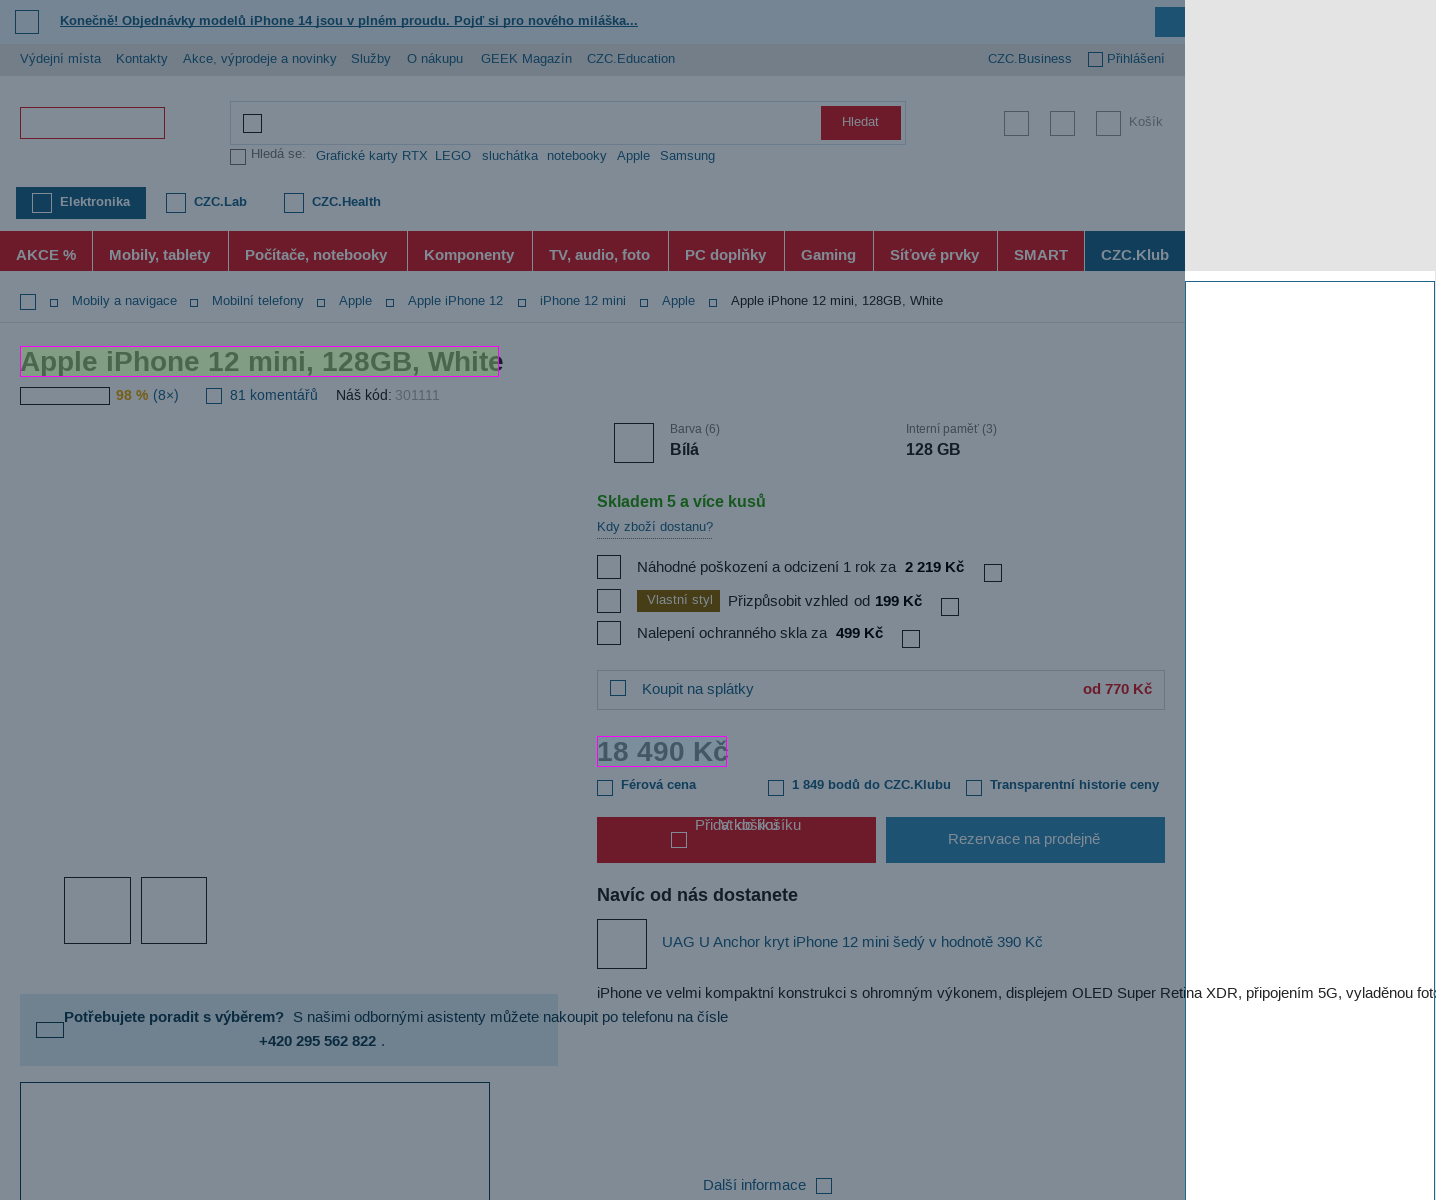 Konečně! Objednávky modelů iPhone 14 jsou v plném proudu. Pojď si pro nového miláška...
Výdejní místa Kontakty Akce, výprodeje a novinky Služby O nákupu GEEK Magazín CZC.Education CZC.Business Přihlášení
Hledat Košík
Hledá se: Grafické karty RTX LEGO sluchátka notebooky Apple Samsung
Elektronika CZC.Lab CZC.Health
AKCE % Mobily, tablety Počítače, notebooky Komponenty TV, audio, foto PC doplňky Gaming Síťové prvky SMART CZC.Klub
Mobily a navigace Mobilní telefony Apple Apple iPhone 12 iPhone 12 mini Apple Apple iPhone 12 mini, 128GB, White
Apple iPhone 12 mini, 128GB, White
98 % (8×) 81 komentářů Náš kód: 301111
Barva (6) Interní paměť (3)
Bílá 128 GB
Skladem 5 a více kusů
Kdy zboží dostanu?
Náhodné poškození a odcizení 1 rok za 2 219 Kč
Vlastní styl Přizpůsobit vzhled od 199 Kč
Nalepení ochranného skla za 499 Kč
Koupit na splátky od 770 Kč
18 490 Kč
Férová cena 1 849 bodů do CZC.Klubu Transparentní historie ceny
Přidat do košíku V košíku
Rezervace na prodejně
Navíc od nás dostanete
UAG U Anchor kryt iPhone 12 mini šedý v hodnotě 390 Kč
iPhone ve velmi kompaktní konstrukci s ohromným výkonem, displejem OLED Super Retina XDR, připojením 5G, vyladěnou
Potřebujete poradit s výběrem? S našimi odbornými asistenty můžete nakoupit po telefonu na čísle
+420 295 562 822 .
Další informace